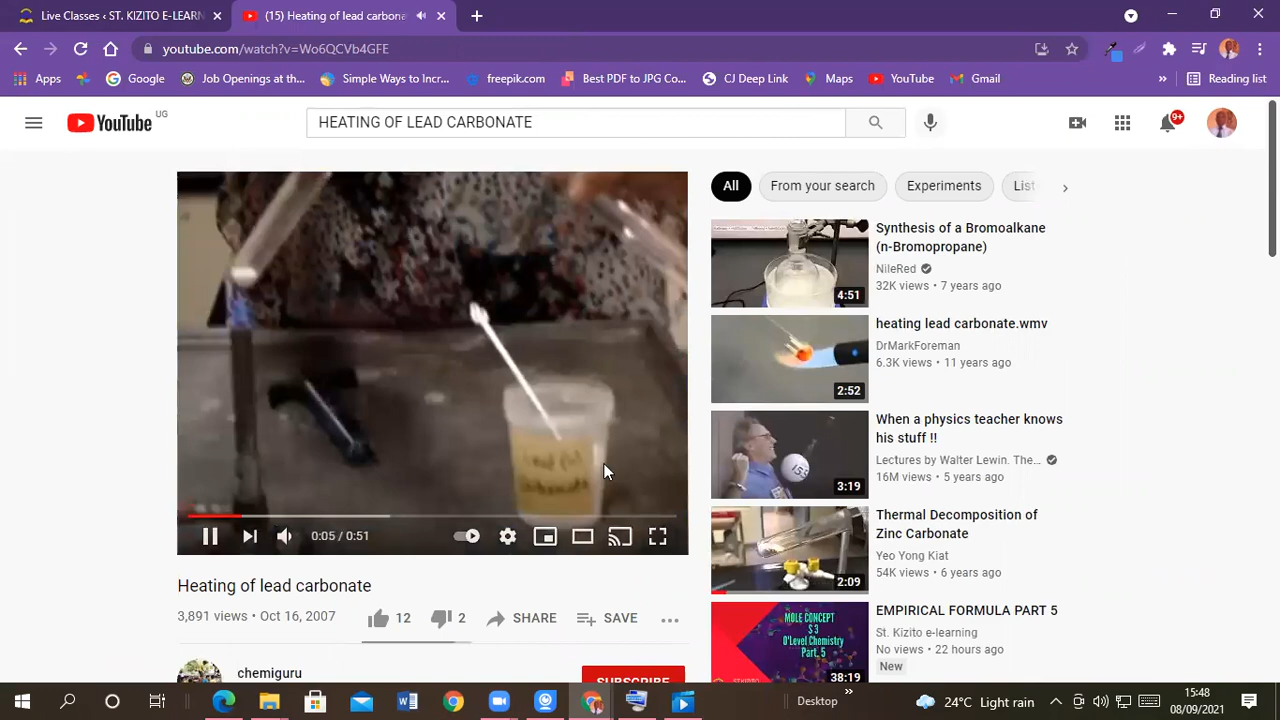 Live Classes < ST. KIZITO E-LEARN
(15) Heating of lead carbona
youtube.com/watch?v=Wo6QCVb4GFE
Apps
Google
Job Openings at th...
Simple Ways to Incr...
freepik.com
Best PDF to JPG Co...
CJ Deep Link
Maps
YouTube
Gmail
»
Reading list
YouTube UG
HEATING OF LEAD CARBONATE
9+
All
From your search
Experiments
List
Synthesis of a Bromoalkane
(n-Bromopropane)
NileRed
32K views • 7 years ago
4:51
heating lead carbonate.wmv
DrMarkForeman
6.3K views • 11 years ago
2:52
When a physics teacher knows
his stuff !!
Lectures by Walter Lewin. The...
16M views • 5 years ago
3:19
Thermal Decomposition of
Zinc Carbonate
Yeo Yong Kiat
54K views • 6 years ago
2:09
MOLE CONCEPT
S 3
O'Level Chemistry
Part. 5
38:19
EMPIRICAL FORMULA PART 5
St. Kizito e-learning
No views • 22 hours ago
New
0:05 / 0:51
Heating of lead carbonate
3,891 views • Oct 16, 2007
12
2
SHARE
SAVE
chemiguru
SUBSCRIBE
Desktop
»
24°C Light rain
15:48
08/09/2021